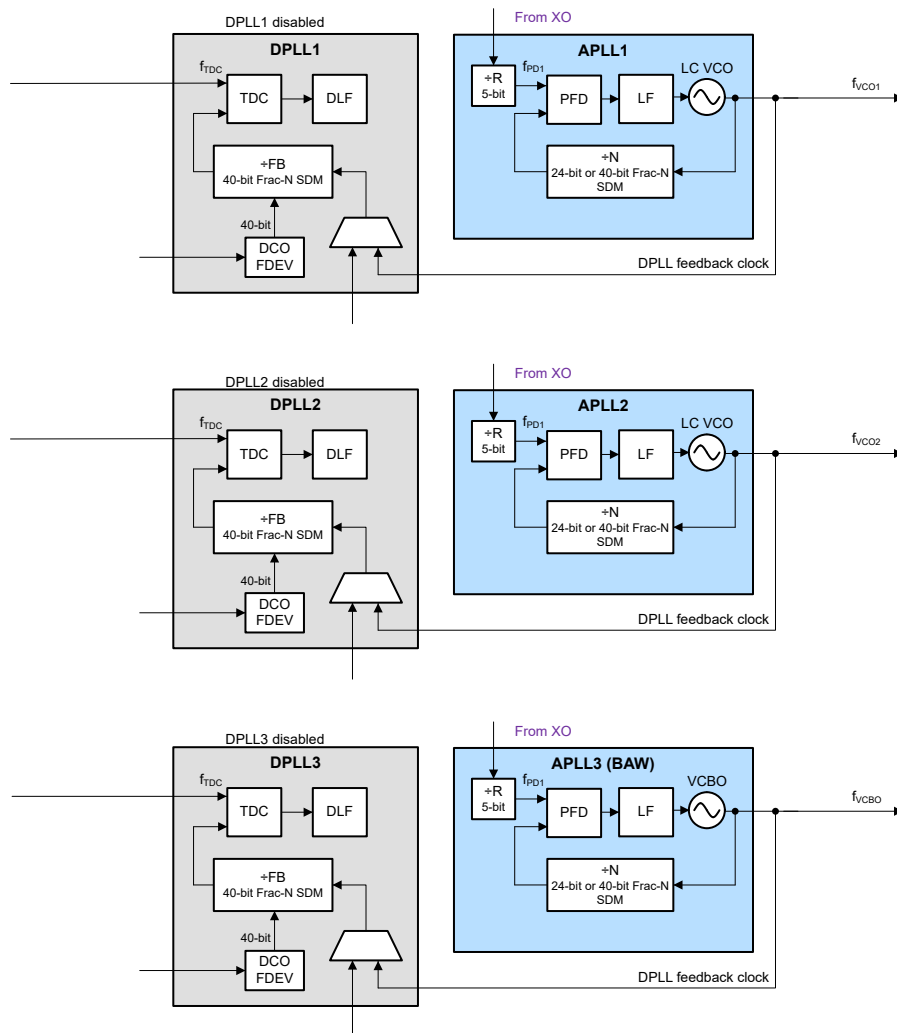 DPLL1 disabled
From XO
DPLL1
APLL1
fTDC
TDC
DLF
÷R
5-bit
fPD1
PFD
LF
LC VCO
fVCO1
÷FB
40-bit Frac-N SDM
÷N
24-bit or 40-bit Frac-N
SDM
40-bit
DCO
FDEV
DPLL feedback clock
DPLL2 disabled
From XO
DPLL2
APLL2
fTDC
TDC
DLF
÷R
5-bit
fPD1
PFD
LF
LC VCO
fVCO2
÷FB
40-bit Frac-N SDM
÷N
24-bit or 40-bit Frac-N
SDM
40-bit
DCO
FDEV
DPLL feedback clock
DPLL3 disabled
From XO
DPLL3
APLL3 (BAW)
fTDC
TDC
DLF
÷R
5-bit
fPD1
PFD
LF
VCBO
fVCBO
÷FB
40-bit Frac-N SDM
÷N
24-bit or 40-bit Frac-N
SDM
40-bit
DCO
FDEV
DPLL feedback clock